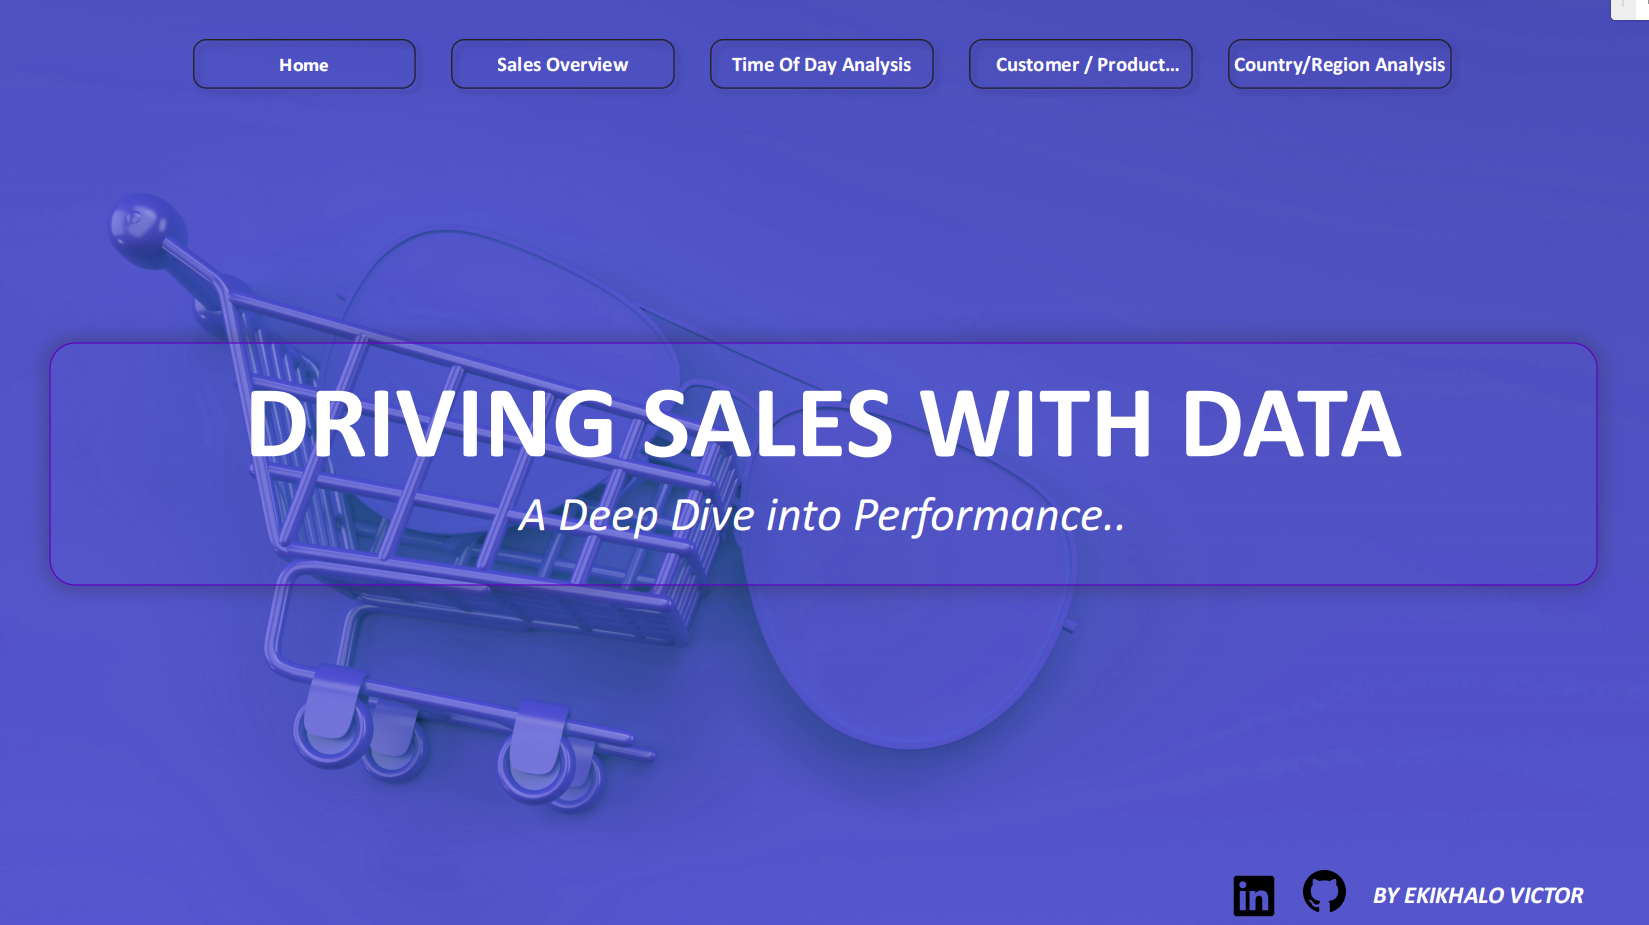 Home
Sales Overview
Time Of Day Analysis
Customer / Product...
Country/Region Analysis
DRIVING SALES WITH DATA
A Deep Dive into Performance..
in
BY EKIKHALO VICTOR